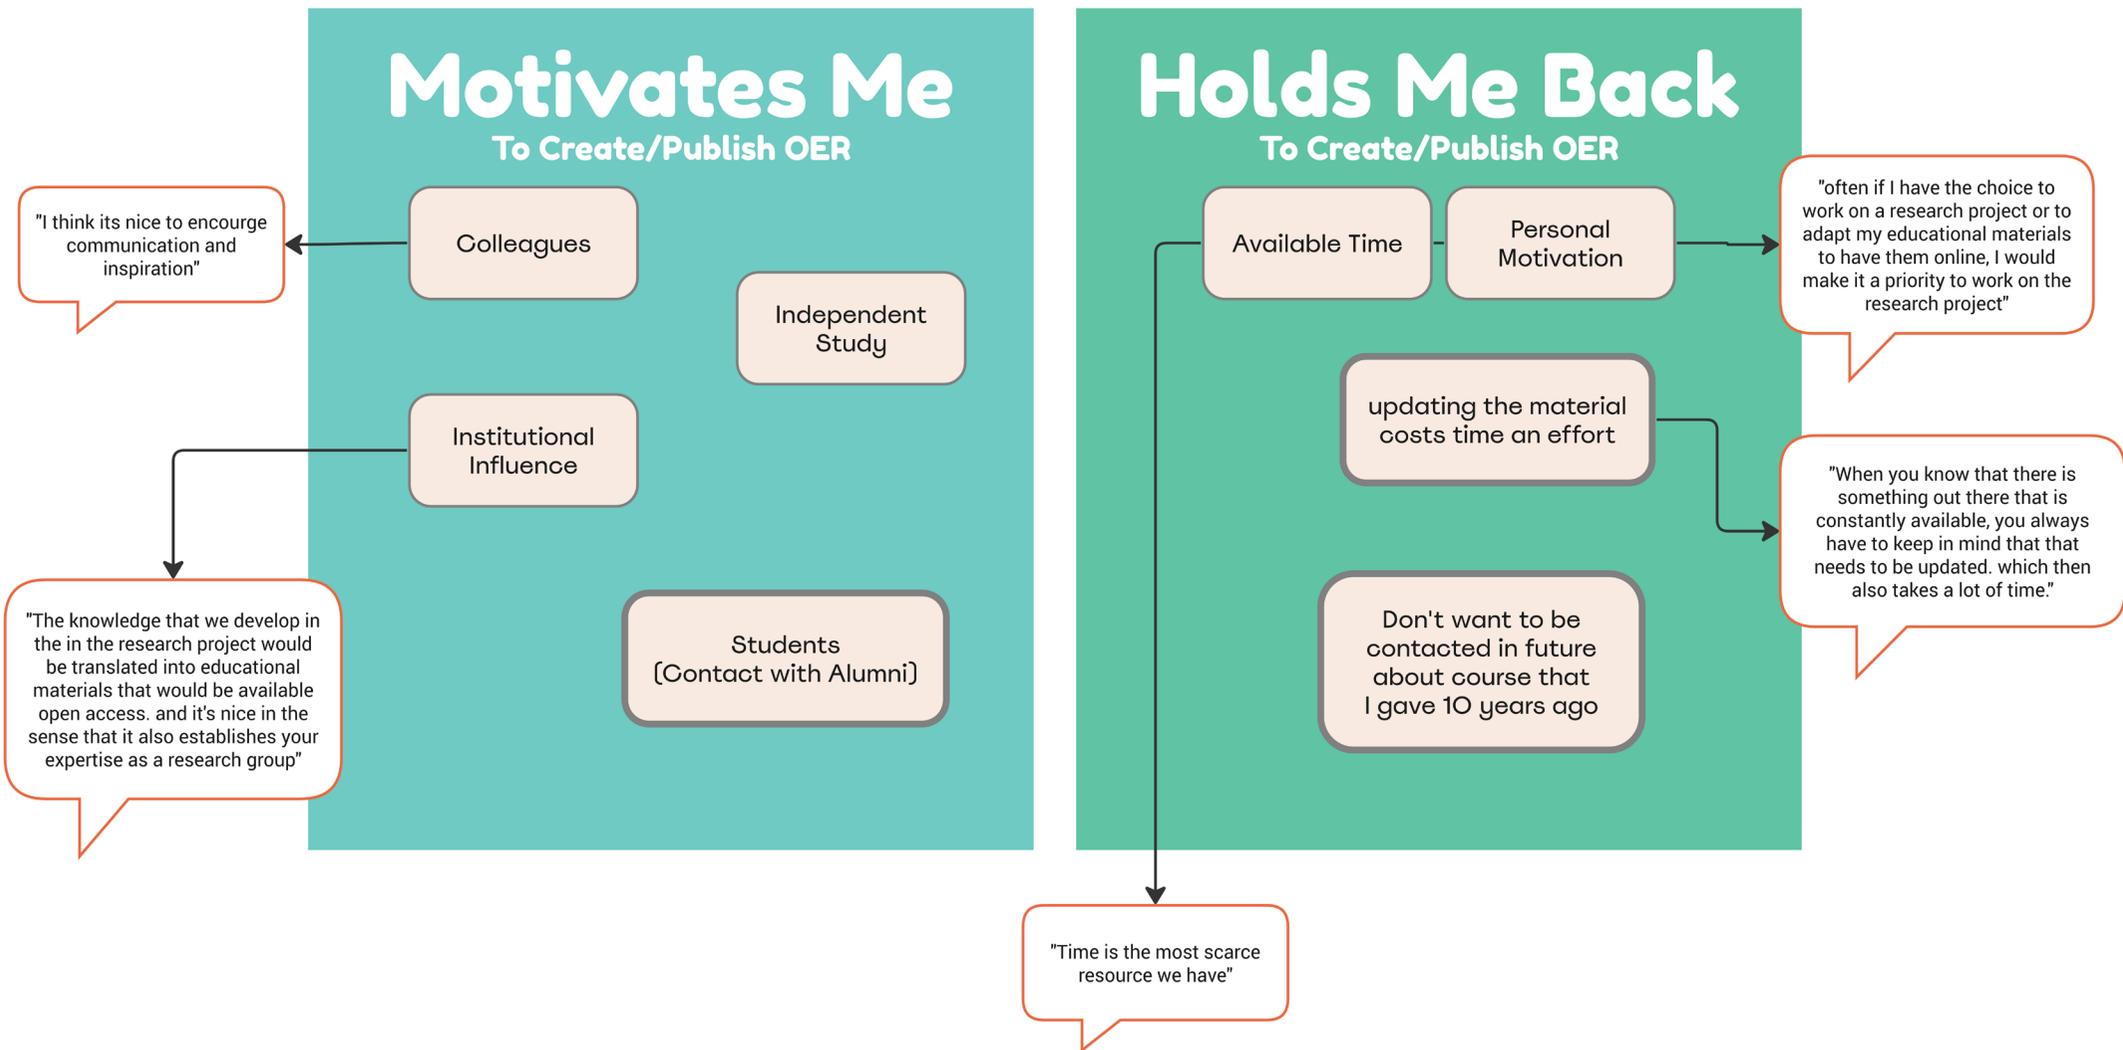 Motivates Me
To Create/Publish OER
Colleagues
"I think its nice to encourge
communication and
inspiration"
Independent
Study
Institutional
Influence
"The knowledge that we develop in
the in the research project would
be translated into educational
materials that would be available
open access. and it's nice in the
sense that it also establishes your
expertise as a research group"
Students
(Contact with Alumni)
Holds Me Back
To Create/Publish OER
Available Time
Personal
Motivation
"often if I have the choice to
work on a research project or to
adapt my educational materials
to have them online, I would
make it a priority to work on the
research project"
updating the material
costs time an effort
"When you know that there is
something out there that is
constantly available, you always
have to keep in mind that that
needs to be updated. which then
also takes a lot of time."
Don't want to be
contacted in future
about course that
I gave 10 years ago
"Time is the most scarce
resource we have"